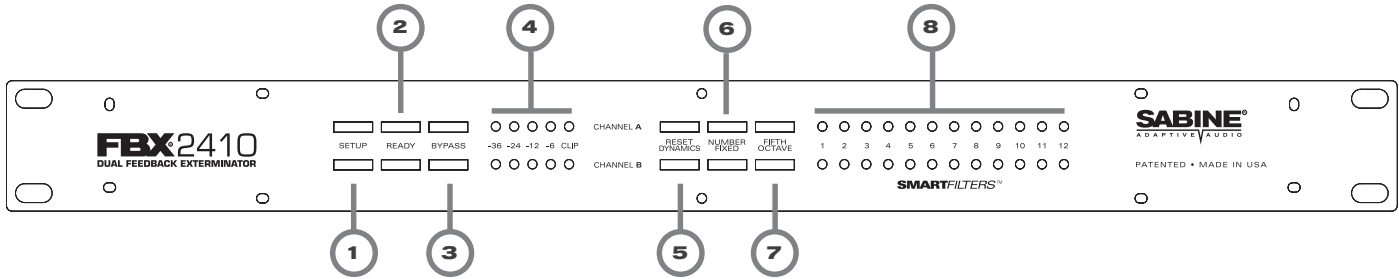 2 4 6 8
FBX® 2410
DUAL FEEDBACK EXTERMINATOR
SETUP READY BYPASS
-36 -24 -12 -6 CLIP
CHANNEL A
CHANNEL B
RESET DYNAMICS
NUMBER FIXED
FIFTH OCTAVE
1 2 3 4 5 6 7 8 9 10 11 12
SMARTFILTERS™
SABINE®
ADAPTIVE AUDIO
PATENTED • MADE IN USA
1 3 5 7